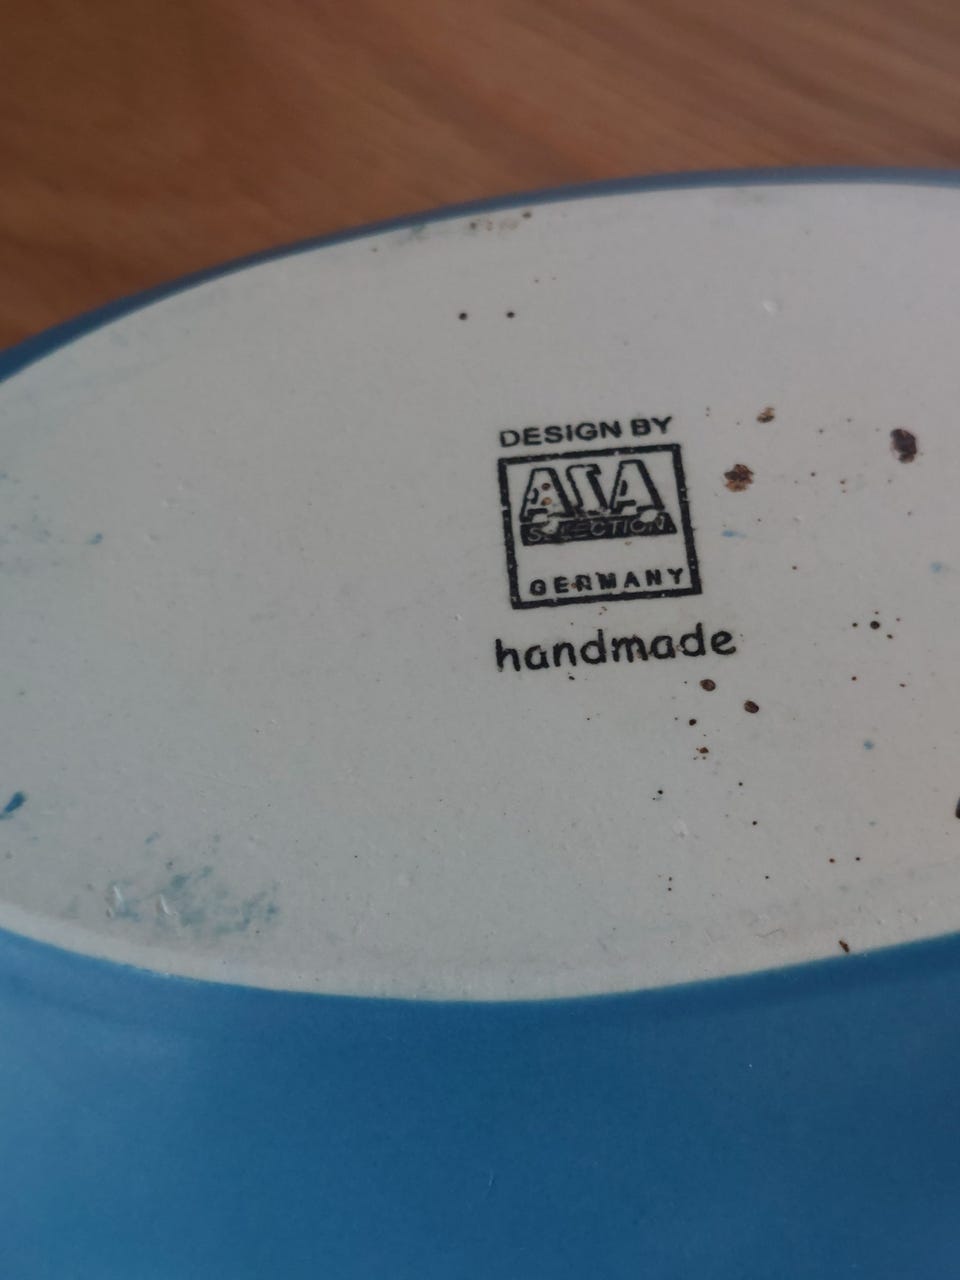 DESIGN BY
ASA
SELECTION
GERMANY
handmade